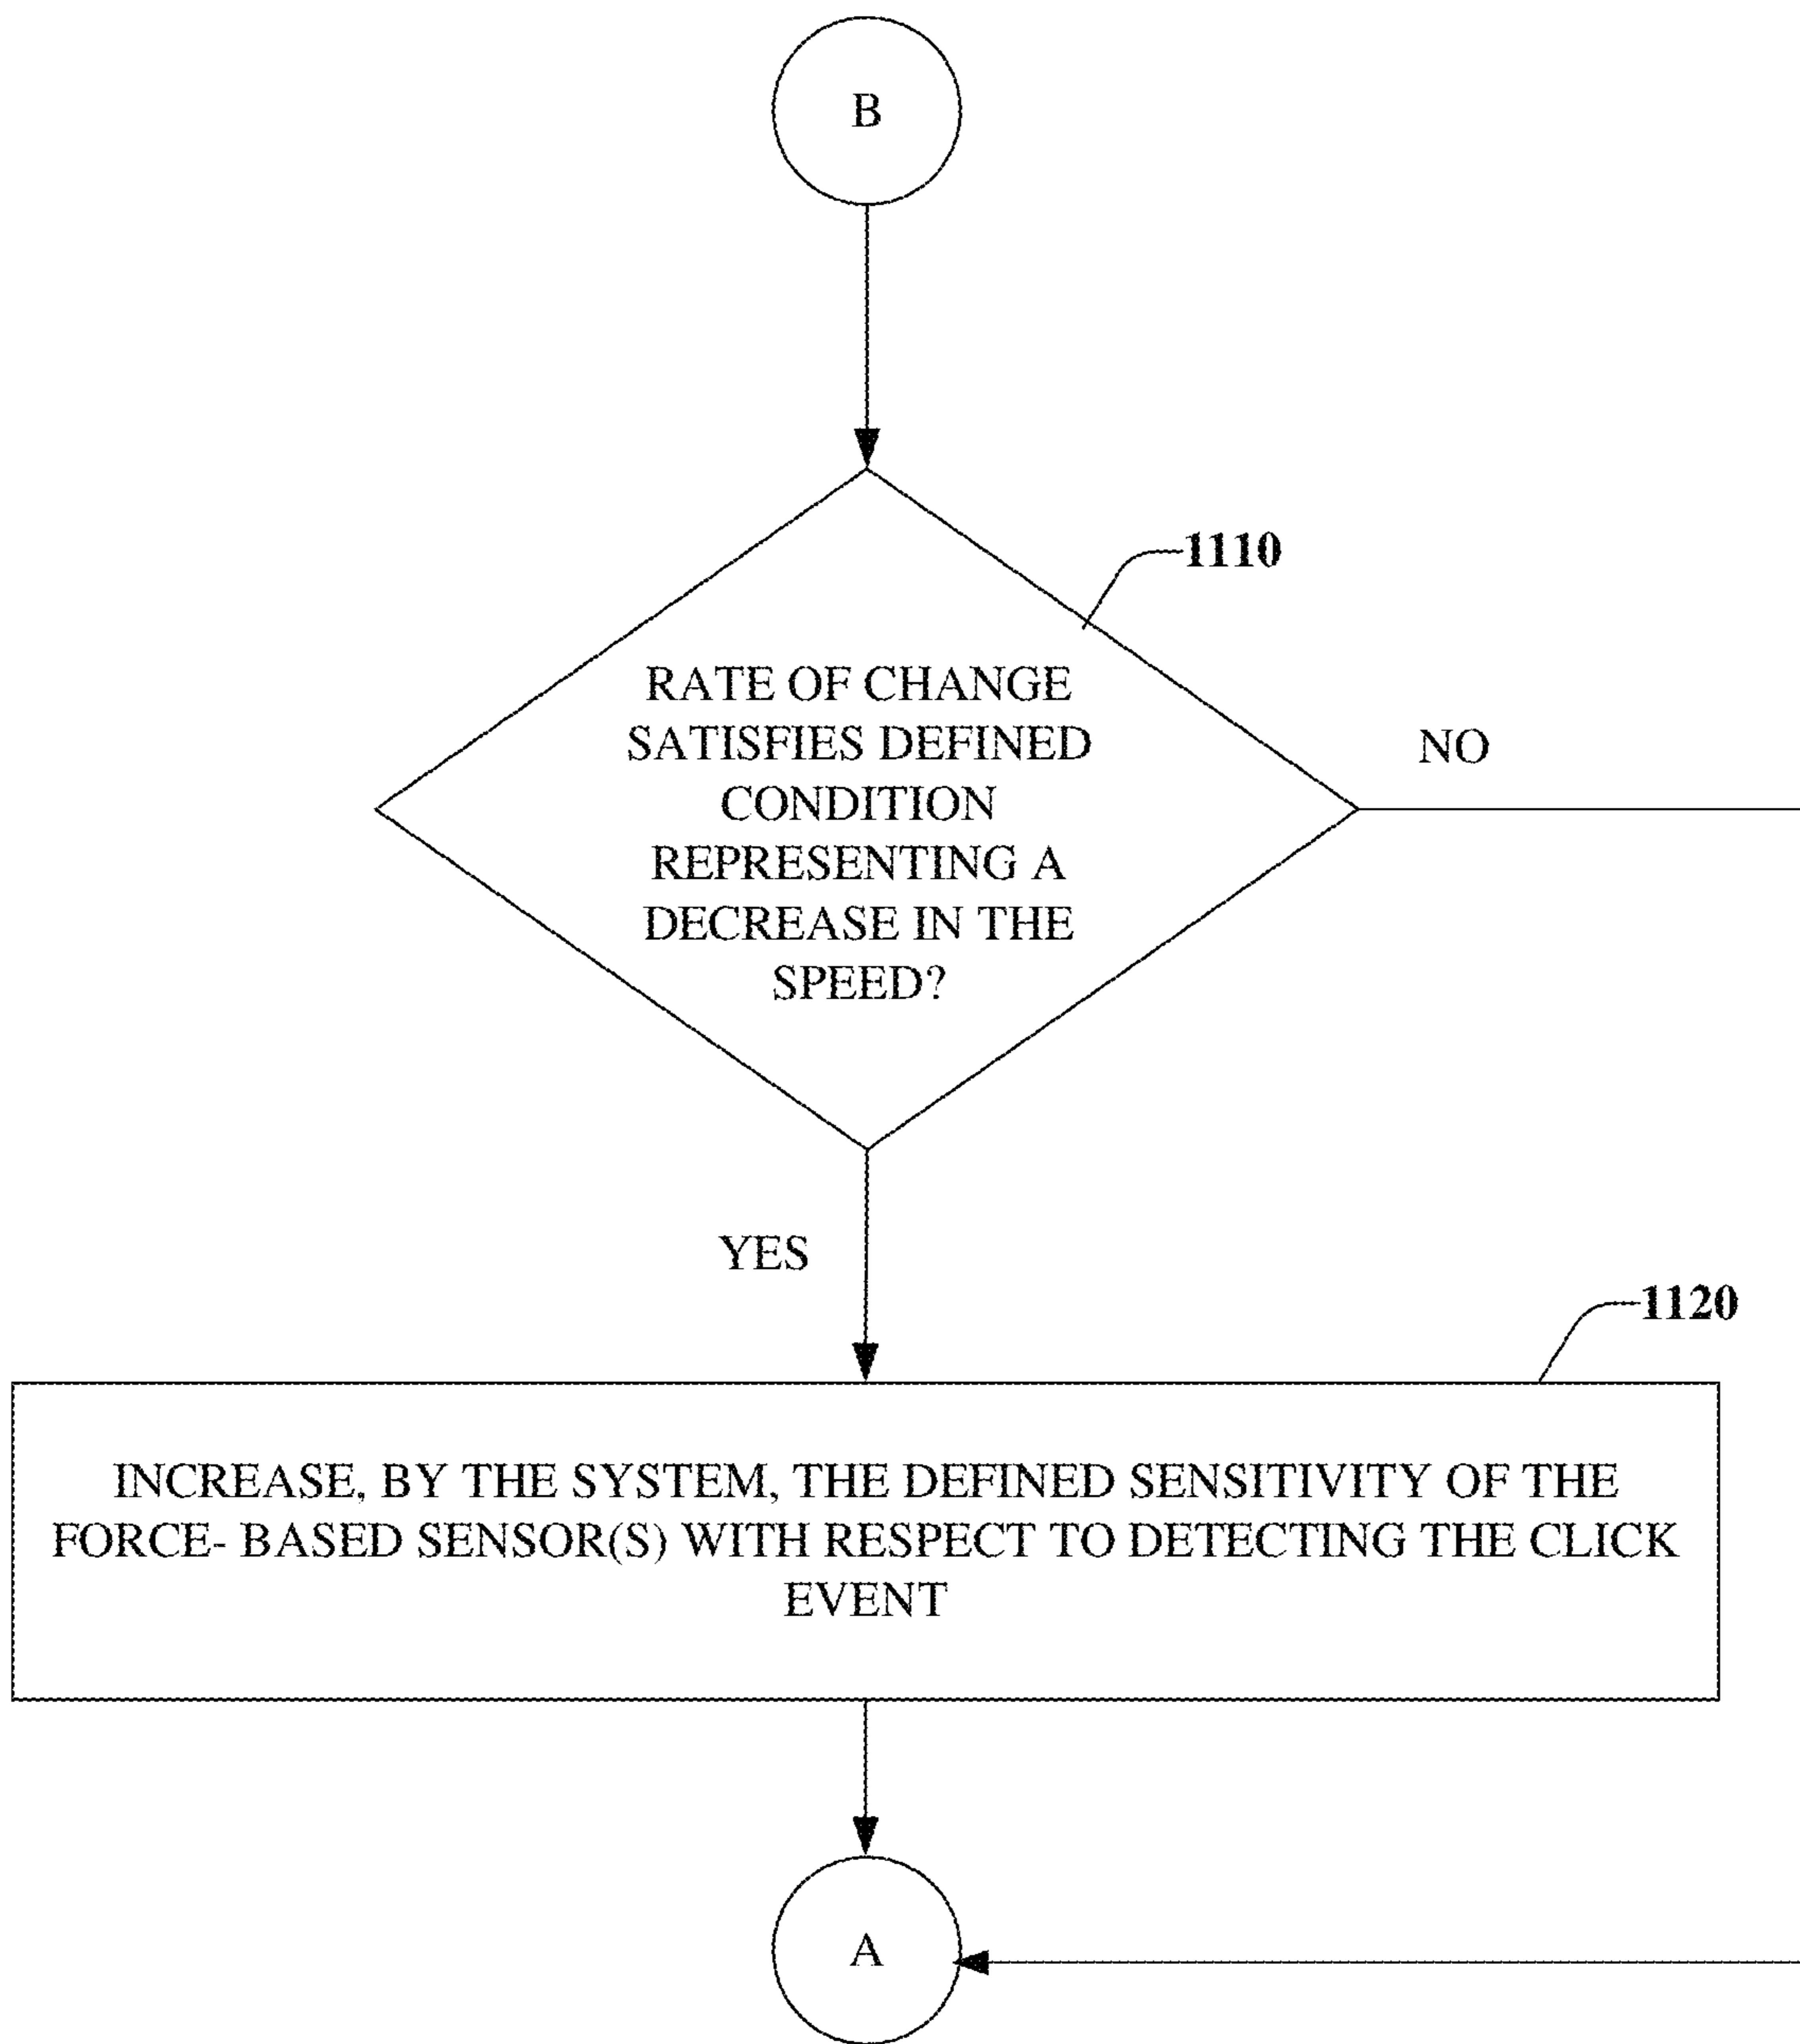 B
1110
RATE OF CHANGE
SATISFIES DEFINED
CONDITION
REPRESENTING A
DECREASE IN THE
SPEED?
NO
YES
1120
INCREASE, BY THE SYSTEM, THE DEFINED SENSITIVITY OF THE
FORCE- BASED SENSOR(S) WITH RESPECT TO DETECTING THE CLICK
EVENT
A